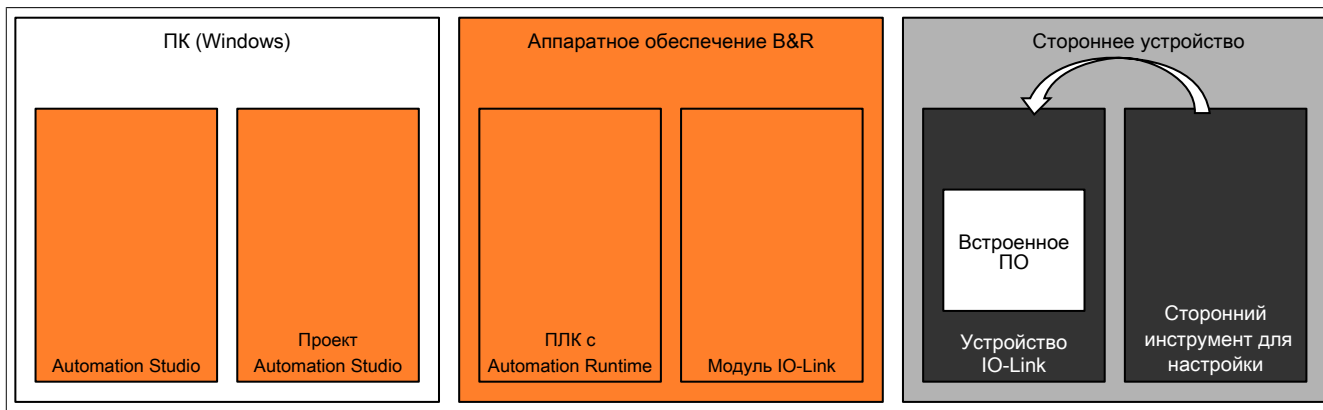 ПК (Windows)
Аппаратное обеспечение B&R
Стороннее устройство
Automation Studio
Проект
Automation Studio
ПЛК с
Automation Runtime
Модуль IO-Link
Встроенное
ПО
Устройство
IO-Link
Сторонний
инструмент для
настройки